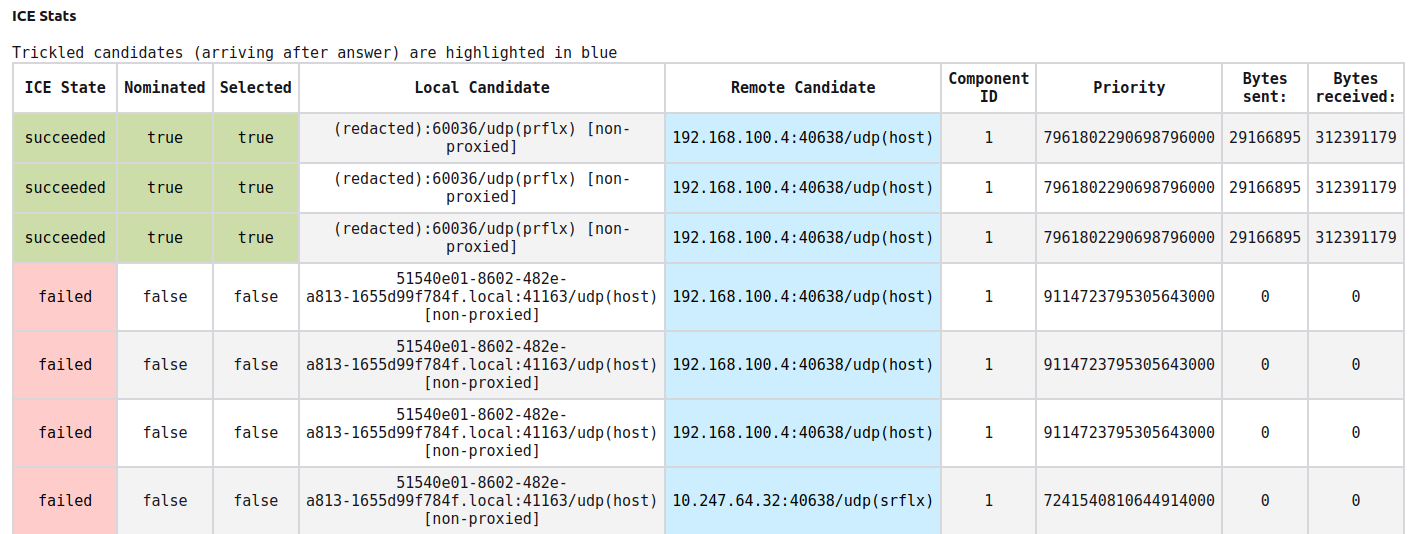 ICE Stats
Trickled candidates (arriving after answer) are highlighted in blue
ICE State Nominated Selected Local Candidate Remote Candidate Component ID Priority Bytes sent: Bytes received:
succeeded true true (redacted):60036/udp(prflx) [non-proxied] 192.168.100.4:40638/udp(host) 1 7961802290698796000 29166895 312391179
succeeded true true (redacted):60036/udp(prflx) [non-proxied] 192.168.100.4:40638/udp(host) 1 7961802290698796000 29166895 312391179
succeeded true true (redacted):60036/udp(prflx) [non-proxied] 192.168.100.4:40638/udp(host) 1 7961802290698796000 29166895 312391179
failed false false 51540e01-8602-482e-a813-1655d99f784f.local:41163/udp(host) [non-proxied] 192.168.100.4:40638/udp(host) 1 9114723795305643000 0 0
failed false false 51540e01-8602-482e-a813-1655d99f784f.local:41163/udp(host) [non-proxied] 192.168.100.4:40638/udp(host) 1 9114723795305643000 0 0
failed false false 51540e01-8602-482e-a813-1655d99f784f.local:41163/udp(host) [non-proxied] 192.168.100.4:40638/udp(host) 1 9114723795305643000 0 0
failed false false 51540e01-8602-482e-a813-1655d99f784f.local:41163/udp(host) [non-proxied] 10.247.64.32:40638/udp(srflx) 1 7241540810644914000 0 0